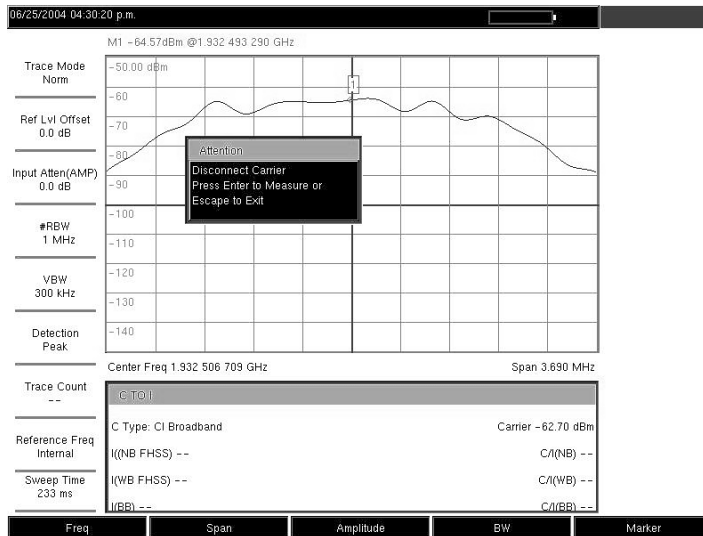 06/25/2004 04:30:20 p.m.
M1 -64.57dBm @1.932 493 290 GHz
Trace Mode
Norm
Ref Lvl Offset
0.0 dB
Input Atten(AMP)
0.0 dB
#RBW
1 MHz
VBW
300 kHz
Detection
Peak
Trace Count
--
Reference Freq
Internal
Sweep Time
233 ms
-50.00 dBm
-60
-70
-80
-90
-100
-110
-120
-130
-140
1
Attention
Disconnect Carrier
Press Enter to Measure or
Escape to Exit
Center Freq 1.932 506 709 GHz
Span 3.690 MHz
C TO I
C Type: CI Broadband
Carrier -62.70 dBm
I((NB FHSS) --
C/I(NB) --
I(WB FHSS) --
C/I(WB) --
I(BB) --
C/I(BB) --
Freq
Span
Amplitude
BW
Marker